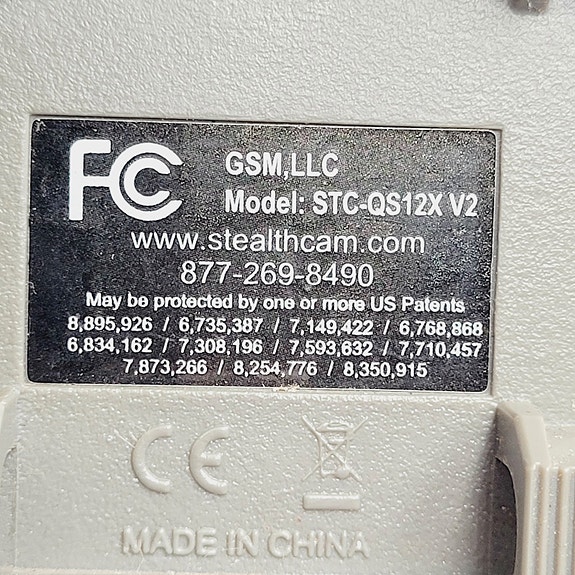 FC GSM,LLC
Model: STC-QS12X V2
www.stealthcam.com
877-269-8490
May be protected by one or more US Patents
8,895,926 / 6,735,387 / 7,149,422 / 6,768,868
6,834,162 / 7,308,196 / 7,593,632 / 7,710,457
7,873,266 / 8,254,776 / 8,350,915
CE
MADE IN CHINA